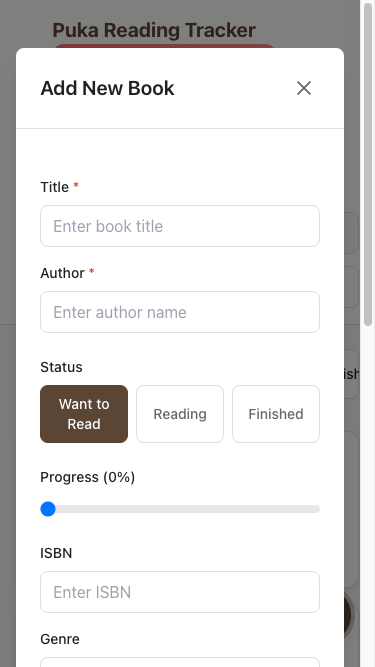 Puka Reading Tracker
Add New Book
Title *
Enter book title
Author *
Enter author name
Status
Want to
Read
Reading
Finished
ish
Progress (0%)
ISBN
Enter ISBN
Genre